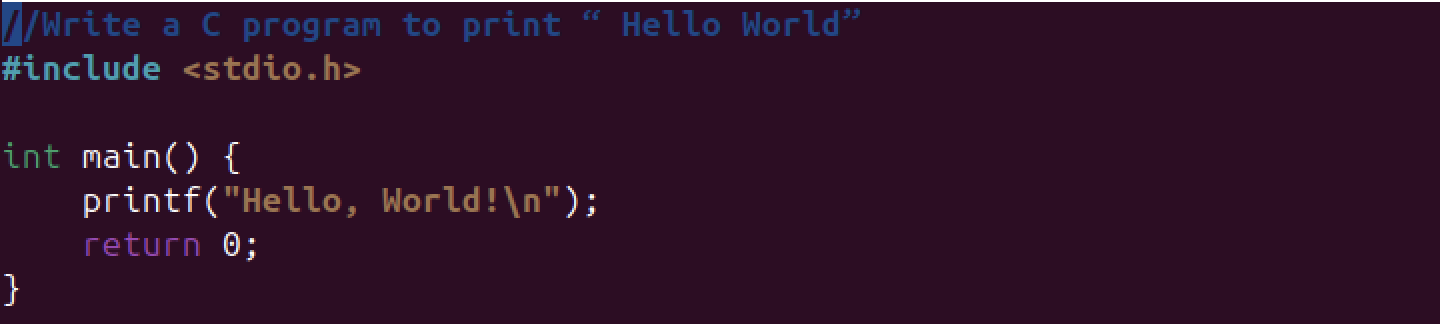 //Write a C program to print “ Hello World”
#include <stdio.h>

int main() {
    printf("Hello, World!\n");
    return 0;
}